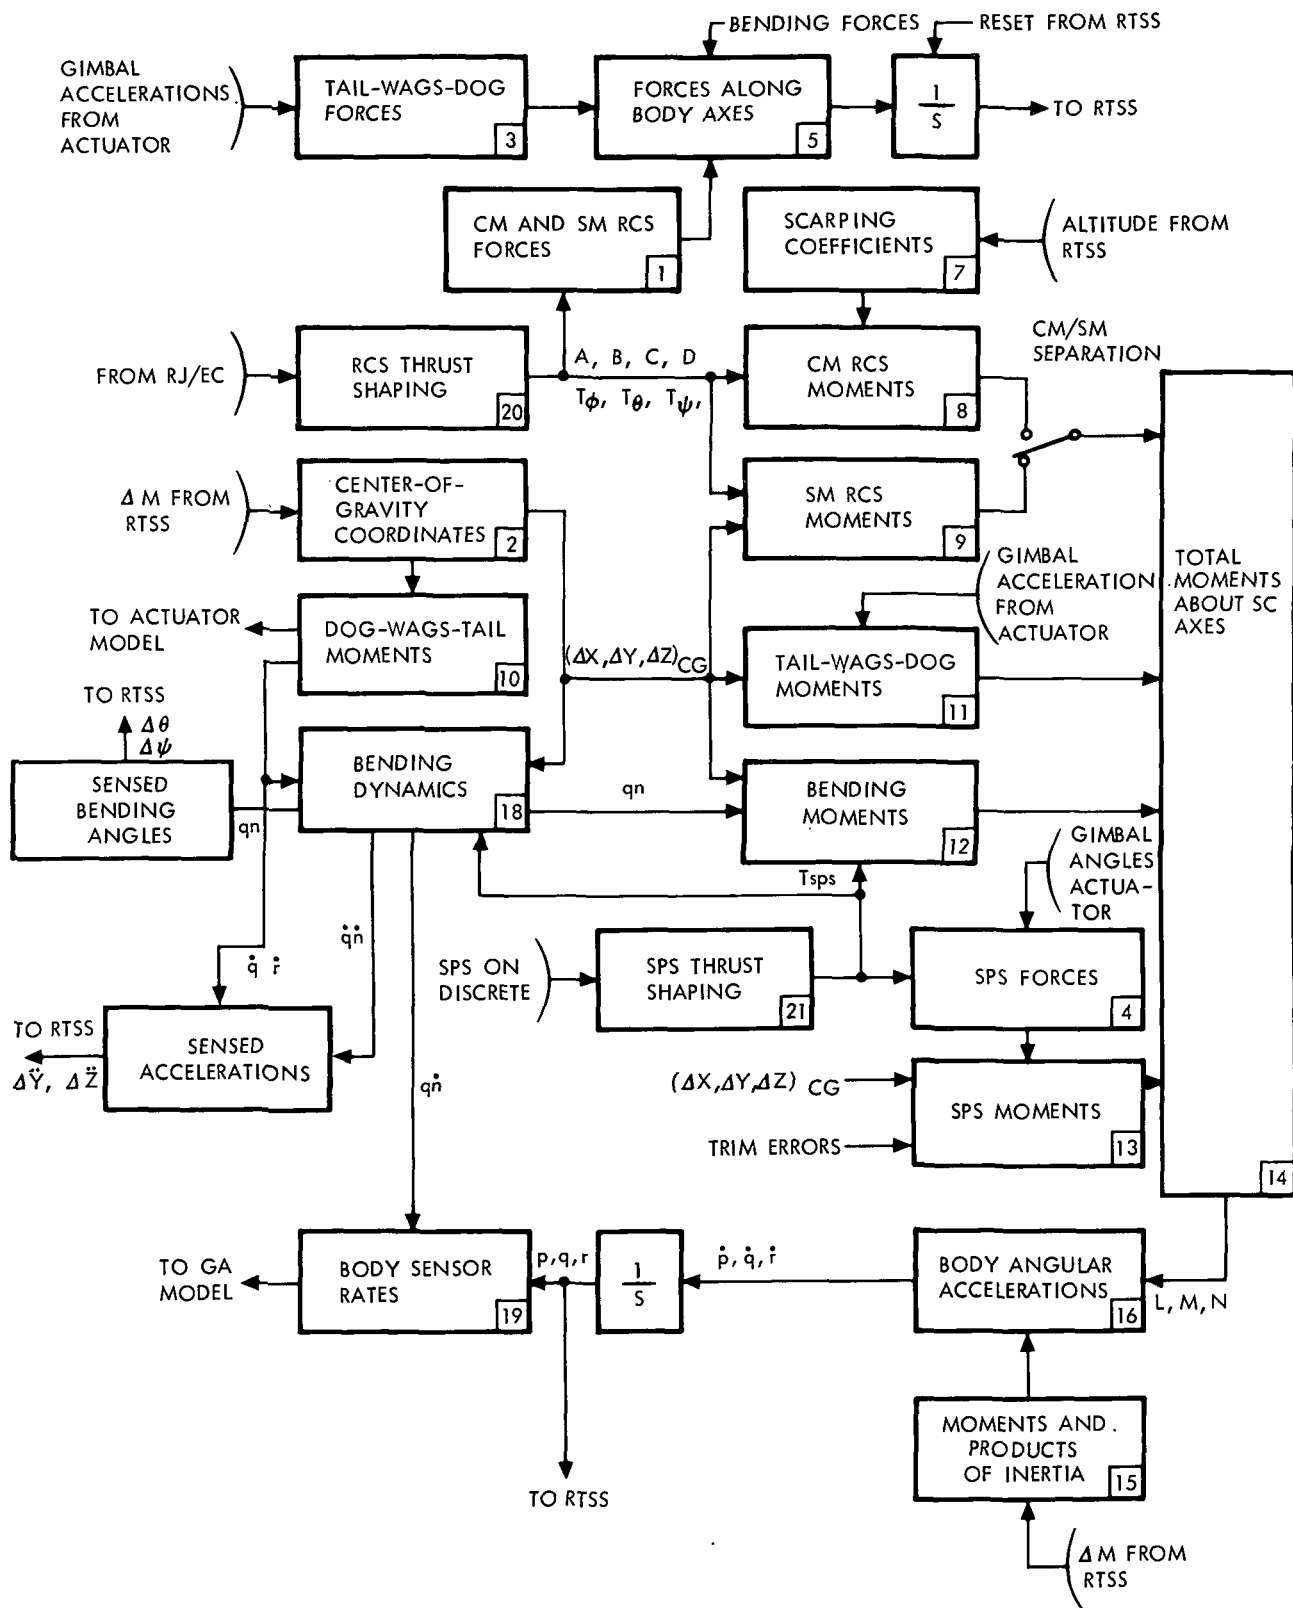 BENDING FORCES
RESET FROM RTSS
GIMBAL
ACCELERATIONS
FROM
ACTUATOR
TAIL-WAGS-DOG
FORCES
3
FORCES ALONG
BODY AXES
5
1
S
TO RTSS
CM AND SM RCS
FORCES
1
SCARPING
COEFFICIENTS
7
ALTITUDE FROM
RTSS
FROM RJ/EC
RCS THRUST
SHAPING
20
A, B, C, D
Tϕ, Tθ, Tψ,
CM RCS
MOMENTS
8
CM/SM
SEPARATION
ΔM FROM
RTSS
CENTER-OF-
GRAVITY
COORDINATES
2
SM RCS
MOMENTS
9
TO ACTUATOR
MODEL
DOG-WAGS-TAIL
MOMENTS
10
(ΔX,ΔY,ΔZ)CG
GIMBAL
ACCELERATION
FROM
ACTUATOR
TAIL-WAGS-DOG
MOMENTS
11
TOTAL
MOMENTS
ABOUT SC
AXES
14
TO RTSS
Δθ
Δψ
SENSED
BENDING
ANGLES
qn
BENDING
DYNAMICS
18
qn
BENDING
MOMENTS
12
Tsps
GIMBAL
ANGLES
ACTUA-
TOR
q̇ ṙ
q̈n
SPS ON
DISCRETE
SPS THRUST
SHAPING
21
SPS FORCES
4
TO RTSS
ΔŸ, ΔZ̈
SENSED
ACCELERATIONS
qṅ
(ΔX,ΔY,ΔZ) CG
TRIM ERRORS
SPS MOMENTS
13
TO GA
MODEL
BODY SENSOR
RATES
19
p,q,r
1
S
ṗ,q̇,ṙ
BODY ANGULAR
ACCELERATIONS
16
L,M,N
TO RTSS
MOMENTS AND.
PRODUCTS
OF INERTIA
15
ΔM FROM
RTSS